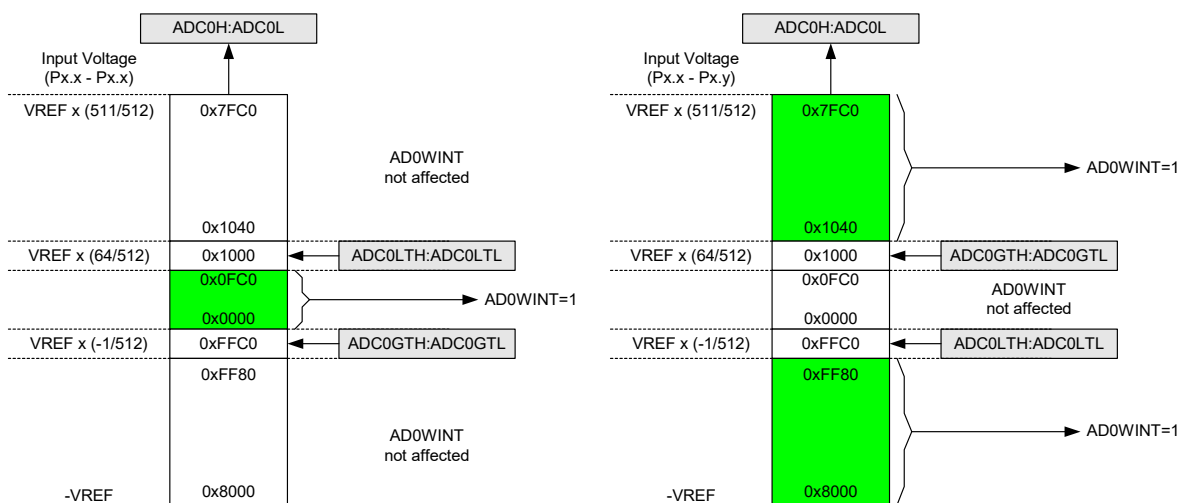 ADC0H:ADC0L
Input Voltage
(Px.x - Px.x)
VREF x (511/512)
0x7FC0
AD0WINT
not affected
0x1040
VREF x (64/512)
0x1000
ADC0LTH:ADC0LTL
0x0FC0
AD0WINT=1
0x0000
VREF x (-1/512)
0xFFC0
ADC0GTH:ADC0GTL
0xFF80
AD0WINT
not affected
-VREF
0x8000
ADC0H:ADC0L
Input Voltage
(Px.x - Px.y)
VREF x (511/512)
0x7FC0
AD0WINT=1
0x1040
VREF x (64/512)
0x1000
ADC0GTH:ADC0GTL
0x0FC0
AD0WINT
not affected
0x0000
VREF x (-1/512)
0xFFC0
ADC0LTH:ADC0LTL
0xFF80
AD0WINT=1
-VREF
0x8000